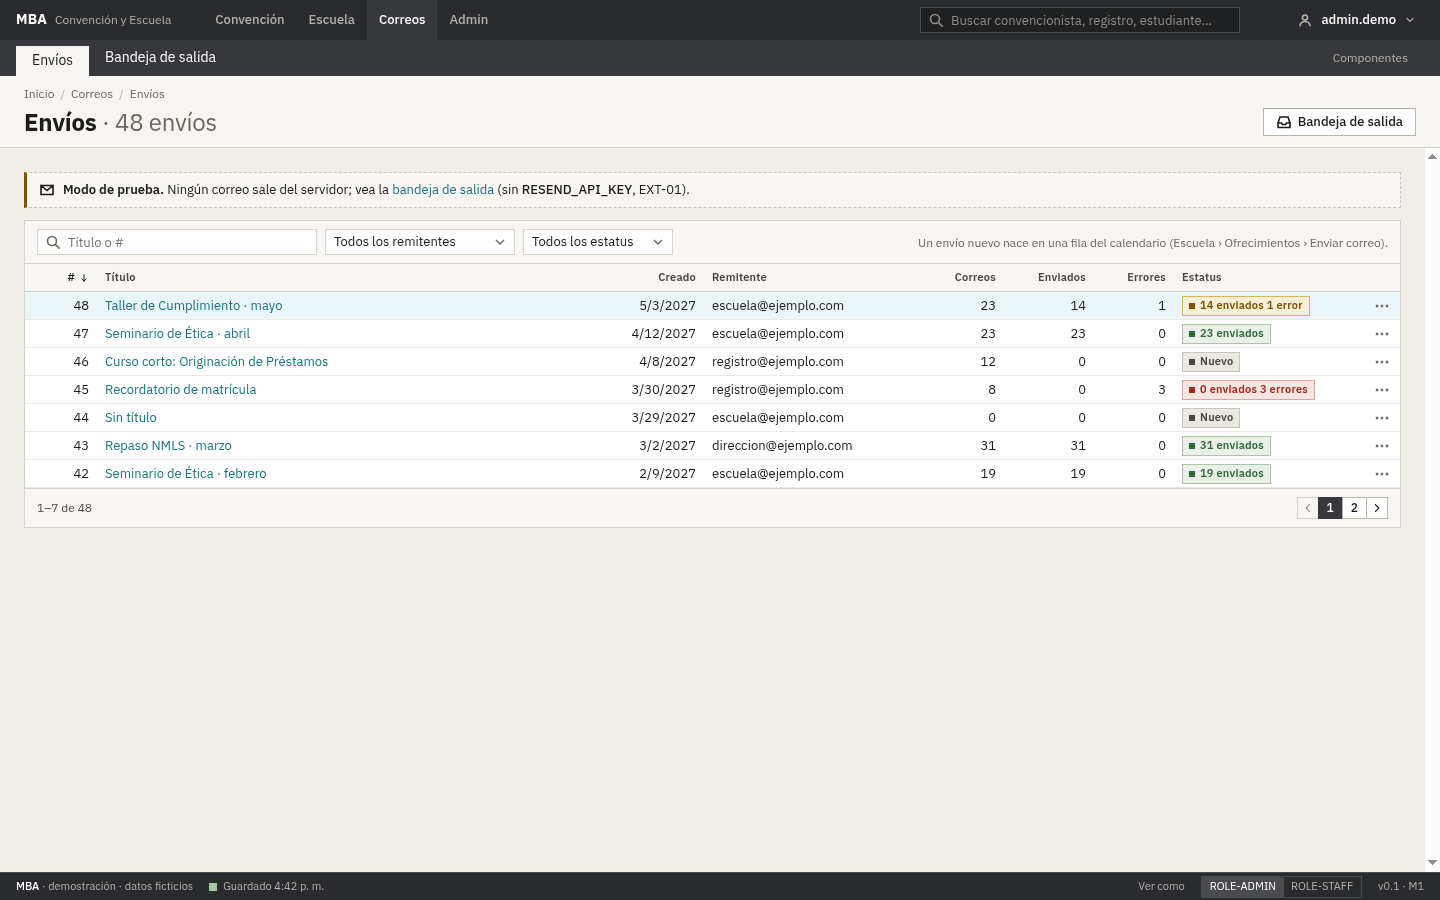 MBA Convención y Escuela Convención Escuela Correos Admin Buscar convencionista, registro, estudiante... admin.demo
Envíos Bandeja de salida Componentes
Inicio / Correos / Envíos
Envíos · 48 envíos Bandeja de salida
Modo de prueba. Ningún correo sale del servidor; vea la bandeja de salida (sin RESEND_API_KEY, EXT-01).
Título o # Todos los remitentes Todos los estatus Un envío nuevo nace en una fila del calendario (Escuela › Ofrecimientos › Enviar correo).
# ↓ Título Creado Remitente Correos Enviados Errores Estatus
48 Taller de Cumplimiento · mayo 5/3/2027 escuela@ejemplo.com 23 14 1 14 enviados 1 error
47 Seminario de Ética · abril 4/12/2027 escuela@ejemplo.com 23 23 0 23 enviados
46 Curso corto: Originación de Préstamos 4/8/2027 registro@ejemplo.com 12 0 0 Nuevo
45 Recordatorio de matrícula 3/30/2027 registro@ejemplo.com 8 0 3 0 enviados 3 errores
44 Sin título 3/29/2027 escuela@ejemplo.com 0 0 0 Nuevo
43 Repaso NMLS · marzo 3/2/2027 direccion@ejemplo.com 31 31 0 31 enviados
42 Seminario de Ética · febrero 2/9/2027 escuela@ejemplo.com 19 19 0 19 enviados
1–7 de 48 1 2
MBA · demostración · datos ficticios Guardado 4:42 p. m. Ver como ROLE-ADMIN ROLE-STAFF v0.1 · M1